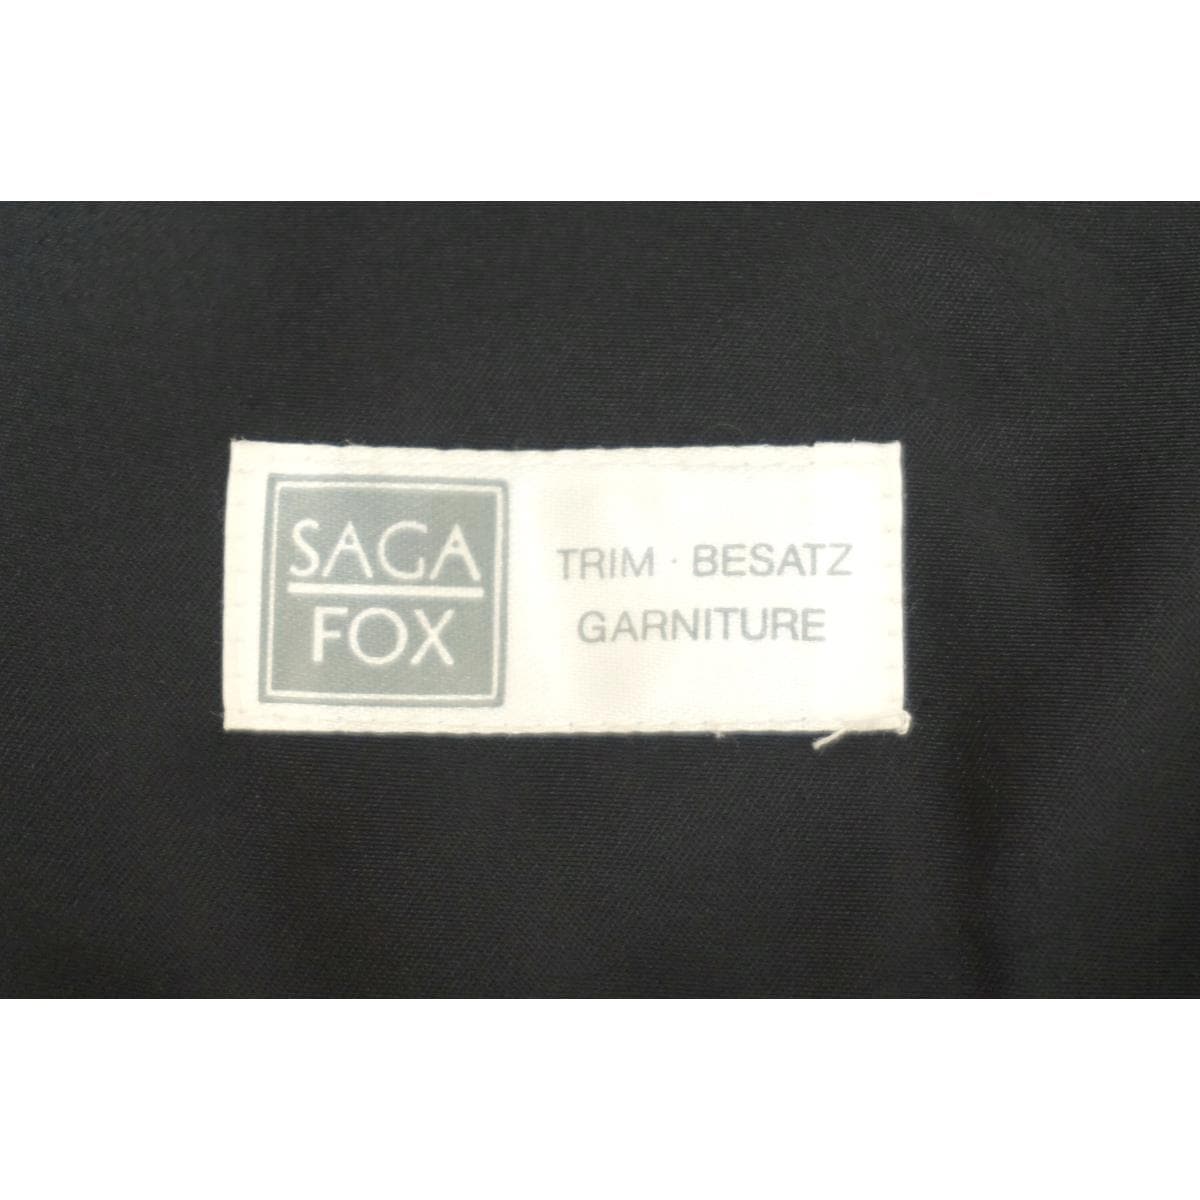 SAGA
FOX
TRIM · BESATZ
GARNITURE